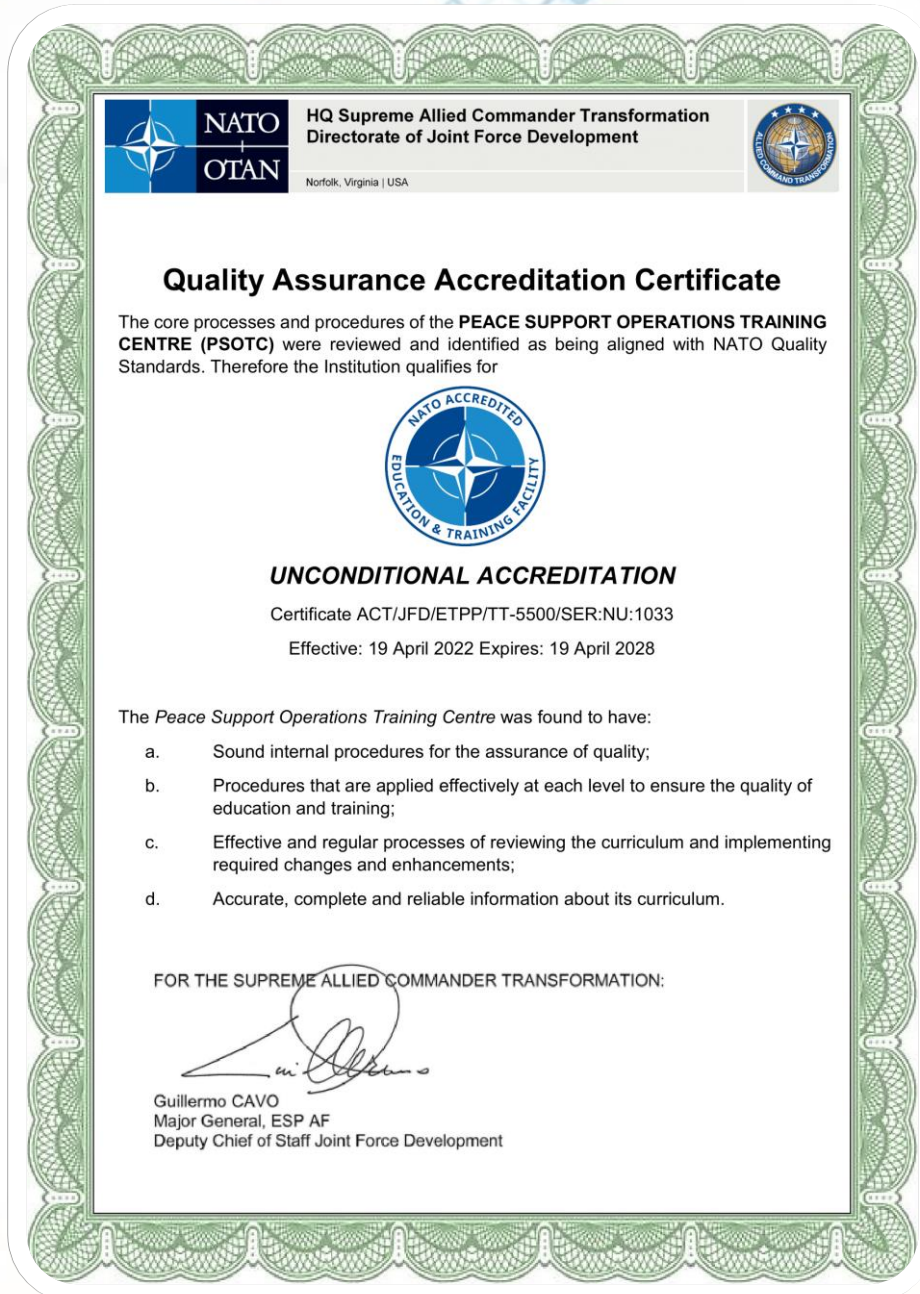 NATO
OTAN
HQ Supreme Allied Commander Transformation
Directorate of Joint Force Development
Norfolk, Virginia | USA
ALLIED COMMAND TRANSFORMATION
Quality Assurance Accreditation Certificate
The core processes and procedures of the PEACE SUPPORT OPERATIONS TRAINING
CENTRE (PSOTC) were reviewed and identified as being aligned with NATO Quality
Standards. Therefore the Institution qualifies for
NATO ACCREDITED
EDUCATION & TRAINING FACILITY
UNCONDITIONAL ACCREDITATION
Certificate ACT/JFD/ETPP/TT-5500/SER:NU:1033
Effective: 19 April 2022 Expires: 19 April 2028
The Peace Support Operations Training Centre was found to have:
a. Sound internal procedures for the assurance of quality;
b. Procedures that are applied effectively at each level to ensure the quality of
education and training;
c. Effective and regular processes of reviewing the curriculum and implementing
required changes and enhancements;
d. Accurate, complete and reliable information about its curriculum.
FOR THE SUPREME ALLIED COMMANDER TRANSFORMATION:
Guillermo CAVO
Major General, ESP AF
Deputy Chief of Staff Joint Force Development